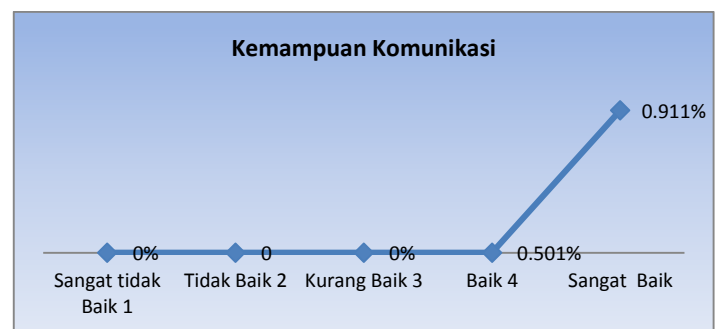 Kemampuan Komunikasi
0.911%
0% 0 0% 0.501%
Sangat tidak Tidak Baik 2 Kurang Baik 3 Baik 4 Sangat Baik
Baik 1